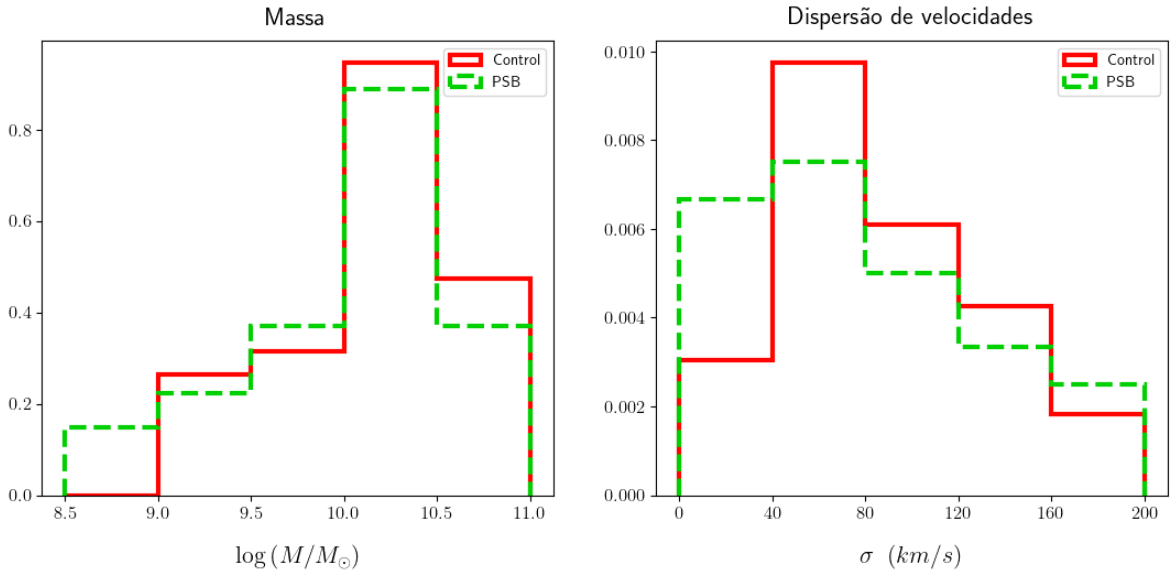 Massa
Control
PSB
0.8
0.6
0.4
0.2
0.0
8.5 9.0 9.5 10.0 10.5 11.0
log (M/M⊙)
Dispersão de velocidades
Control
PSB
0.010
0.008
0.006
0.004
0.002
0.000
0 40 80 120 160 200
σ (km/s)